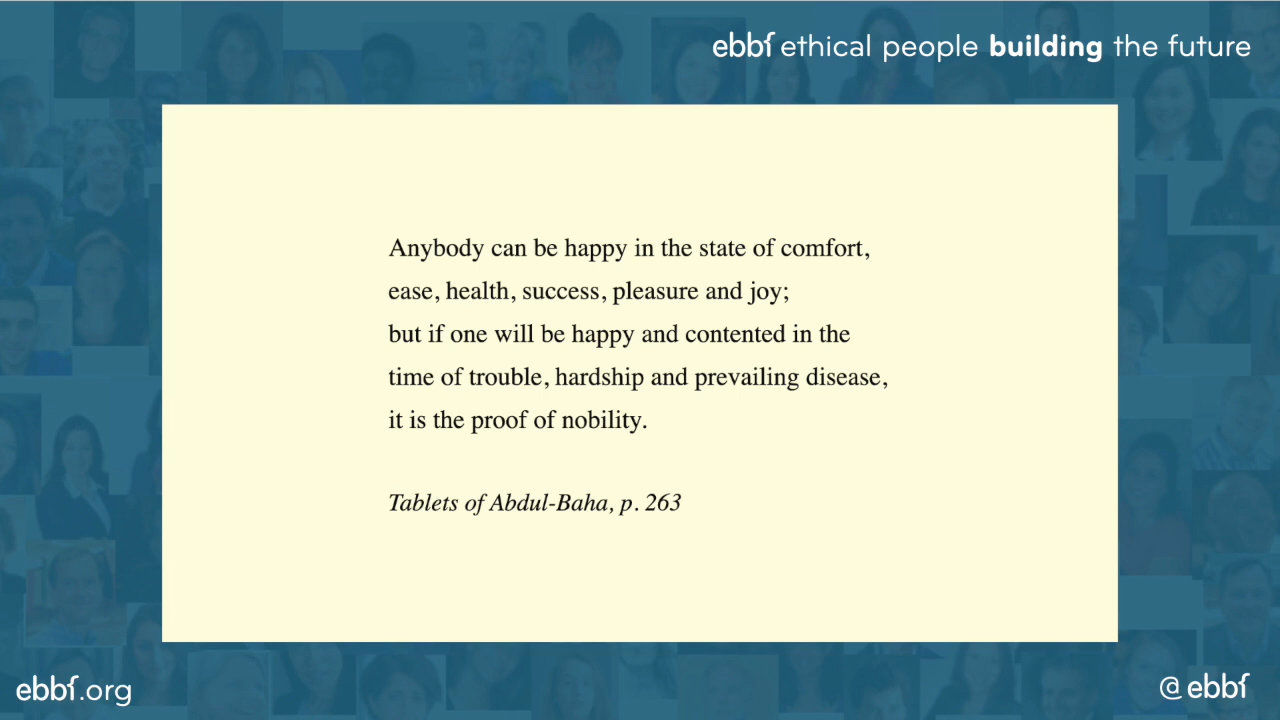 ebbf ethical people building the future
Anybody can be happy in the state of comfort,
ease, health, success, pleasure and joy;
but if one will be happy and contented in the
time of trouble, hardship and prevailing disease,
it is the proof of nobility.
Tablets of Abdul-Baha, p. 263
ebbf.org
@ebbf